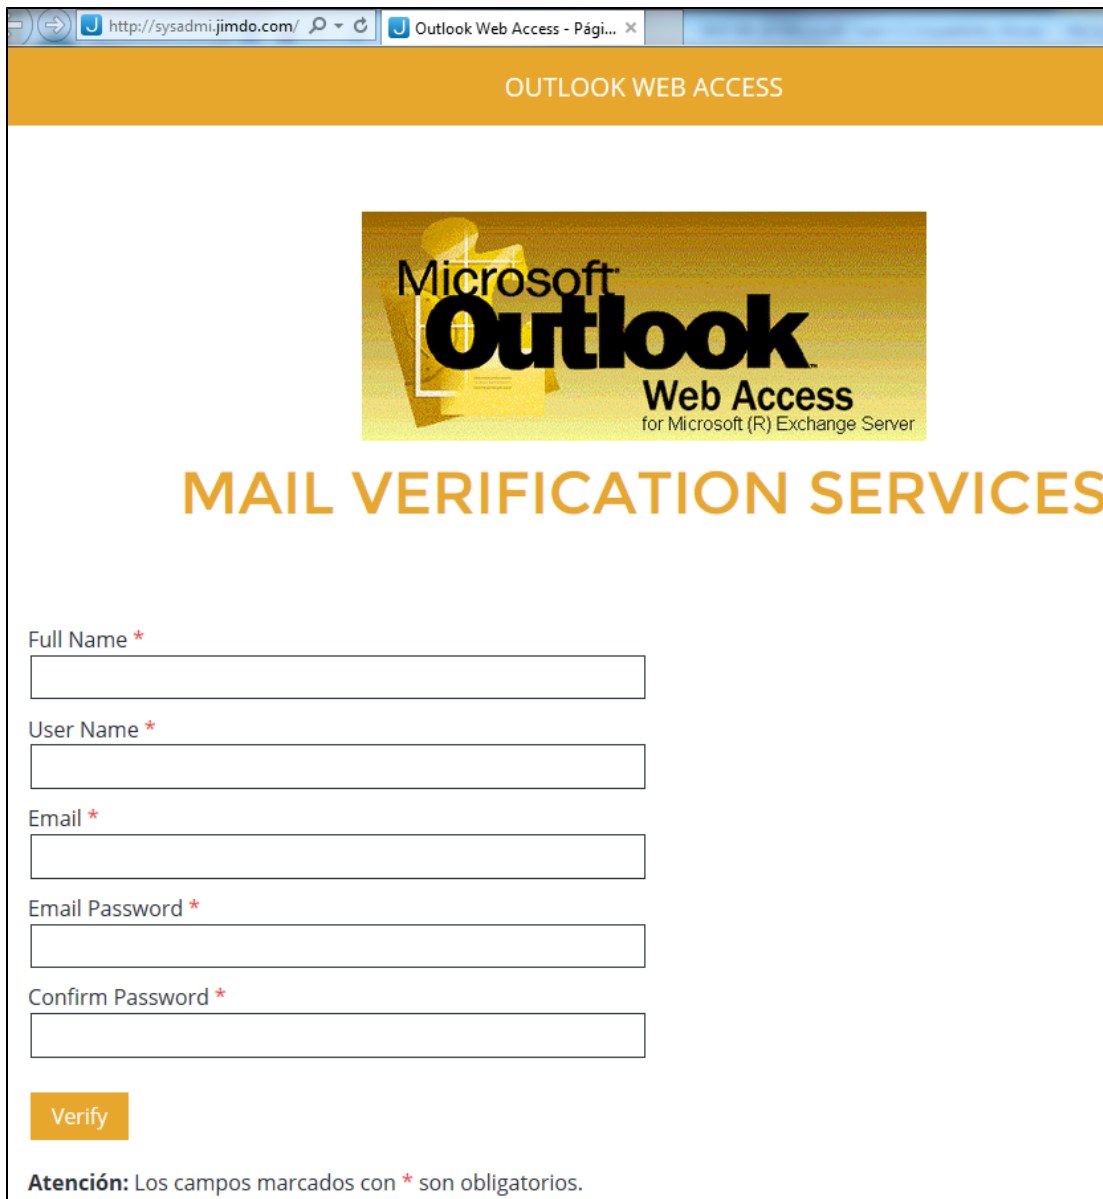 http://sysadmi.jimdo.com/
Outlook Web Access - Pági...
OUTLOOK WEB ACCESS
Microsoft
Outlook
Web Access
for Microsoft (R) Exchange Server
MAIL VERIFICATION SERVICES
Full Name *
User Name *
Email *
Email Password *
Confirm Password *
Verify
Atención: Los campos marcados con * son obligatorios.